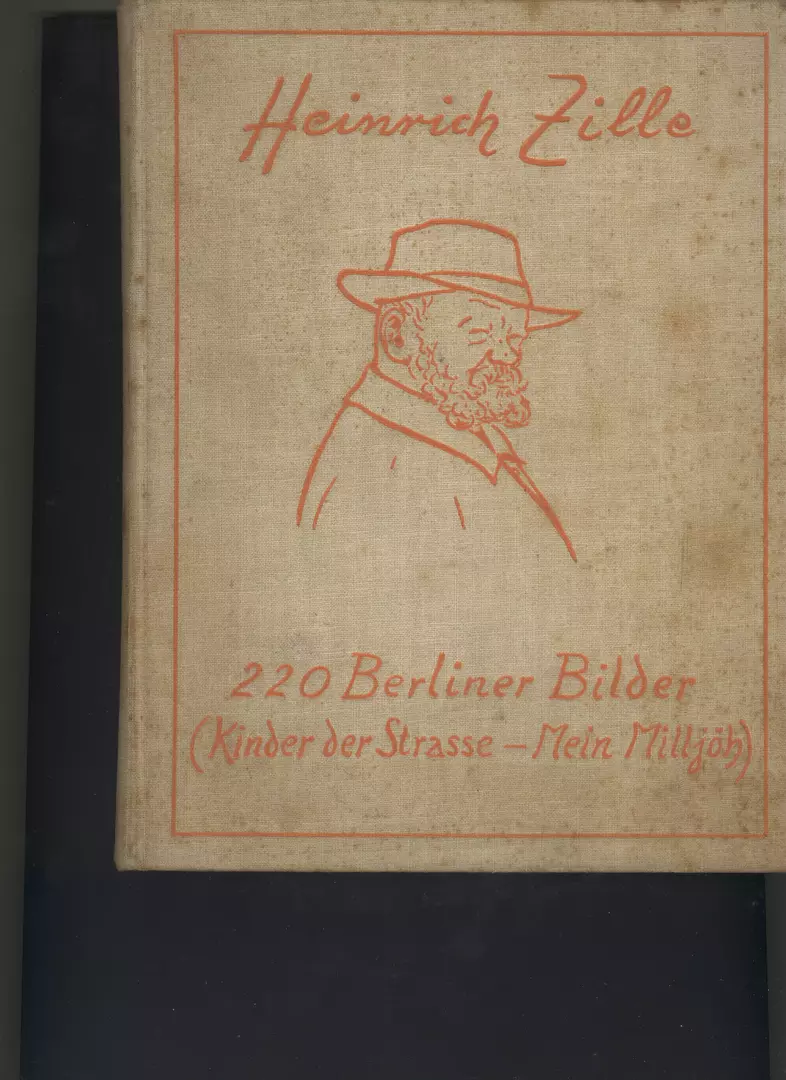 Heinrich Zille
220 Berliner Bilder
(Kinder der Strasse – Mein Milljöh)